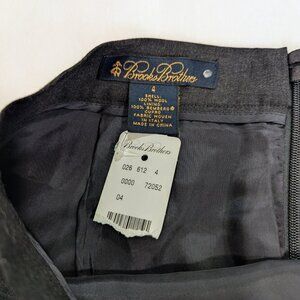 Brooks Brothers
4
SHELL:
100% WOOL
LINING:
100% BEMBERG®
CUPRO
FABRIC WOVEN
IN ITALY
MADE IN CHINA
Brooks Brothers
026 612 4
0000 72052
04